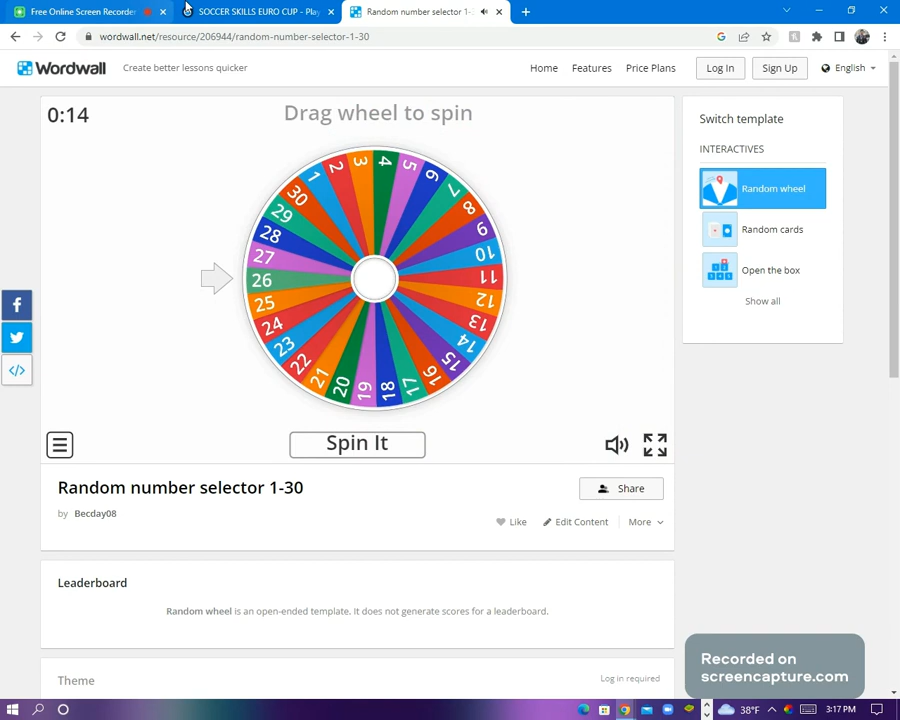 Free Online Screen Recorder
SOCCER SKILLS EURO CUP - Play
Random number selector 1-
wordwall.net/resource/206944/random-number-selector-1-30
Wordwall
Create better lessons quicker
Home
Features
Price Plans
Log In
Sign Up
English
0:14
Drag wheel to spin
1
2
3
4
5
6
7
8
9
10
11
12
13
14
15
16
17
18
19
20
21
22
23
24
25
26
27
28
29
30
Spin It
Switch template
INTERACTIVES
Random wheel
Random cards
Open the box
Show all
Random number selector 1-30
Share
by Becday08
Like
Edit Content
More
Leaderboard
Random wheel is an open-ended template. It does not generate scores for a leaderboard.
Theme
Log in required
Recorded on
screencapture.com
38°F
3:17 PM